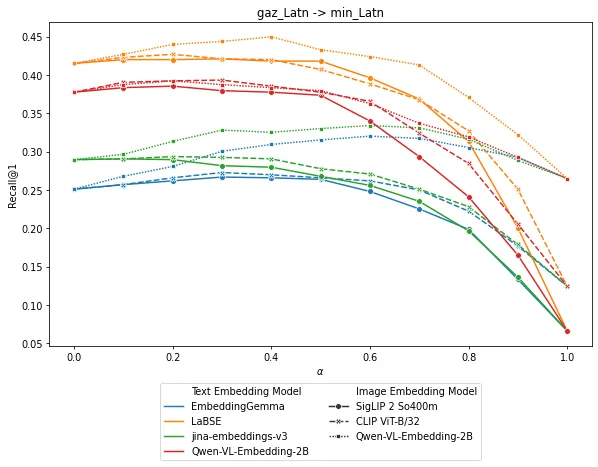 gaz_Latn -> min_Latn
Recall@1
0.45
0.40
0.35
0.30
0.25
0.20
0.15
0.10
0.05
0.0 0.2 0.4 0.6 0.8 1.0
α
Text Embedding Model
EmbeddingGemma
LaBSE
jina-embeddings-v3
Qwen-VL-Embedding-2B
Image Embedding Model
SigLIP 2 So400m
CLIP ViT-B/32
Qwen-VL-Embedding-2B